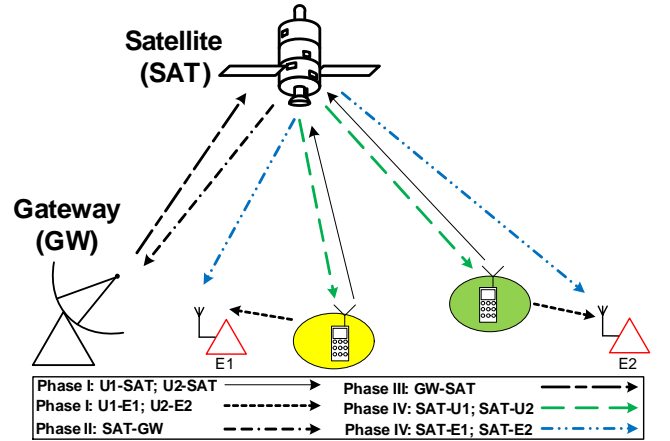 Satellite
(SAT)
Gateway
(GW)
E1
E2
Phase I: U1-SAT; U2-SAT
Phase I: U1-E1; U2-E2
Phase II: SAT-GW
Phase III: GW-SAT
Phase IV: SAT-U1; SAT-U2
Phase IV: SAT-E1; SAT-E2